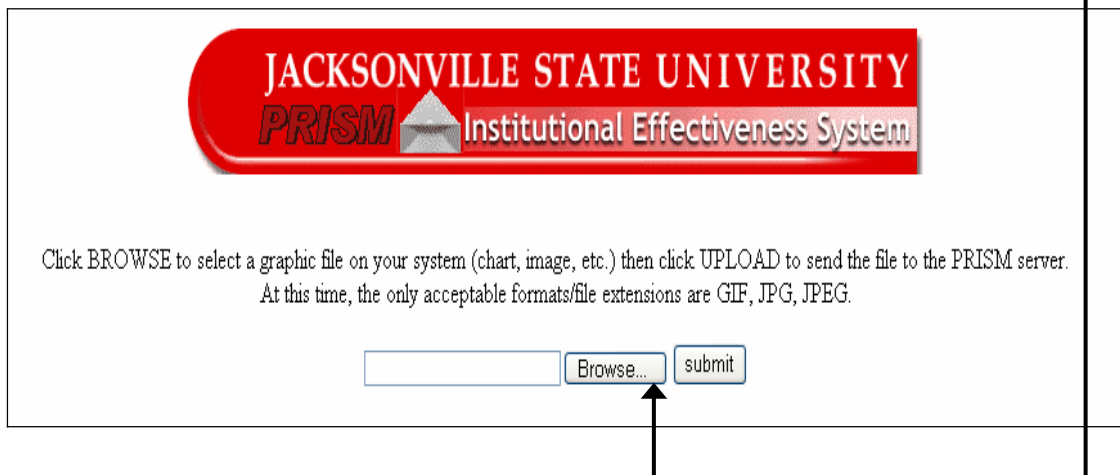 JACKSONVILLE STATE UNIVERSITY
PRISM Institutional Effectiveness System
Click BROWSE to select a graphic file on your system (chart, image, etc.) then click UPLOAD to send the file to the PRISM server.
At this time, the only acceptable formats/file extensions are GIF, JPG, JPEG.
Browse... submit